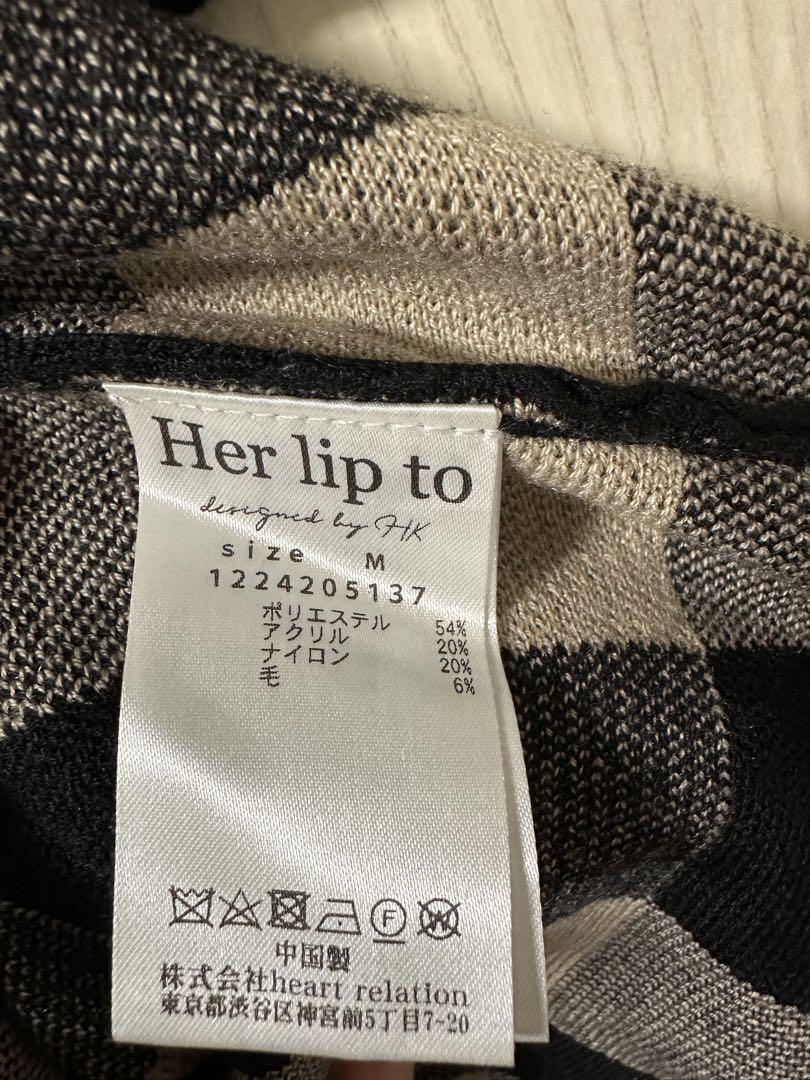 Her lip to
designed by HK
size M
1224205137
ポリエステル 54%
アクリル 20%
ナイロン 20%
毛 6%
F W
中国製
株式会社heart relation
東京都渋谷区神宮前5丁目7-20